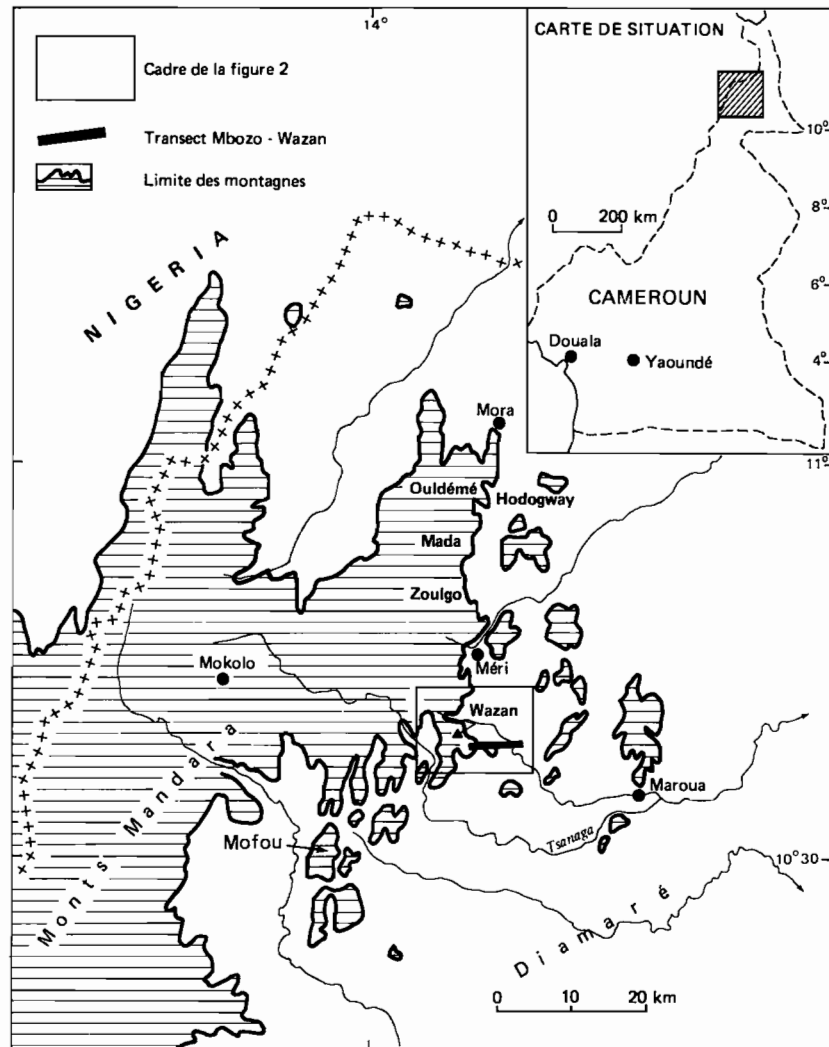 14°
Cadre de la figure 2
Transect Mbozo - Wazan
Limite des montagnes
CARTE DE SITUATION
10°
8°
6°
4°
0 200 km
CAMEROUN
Douala
Yaoundé
NIGERIA
Mora
11°
Ouldémé
Hodogway
Mada
Zoulgo
Méri
Mokolo
Wazan
Maroua
Monts Mandara
Tsanaga
Mofou
10°30
Diamaré
0 10 20 km